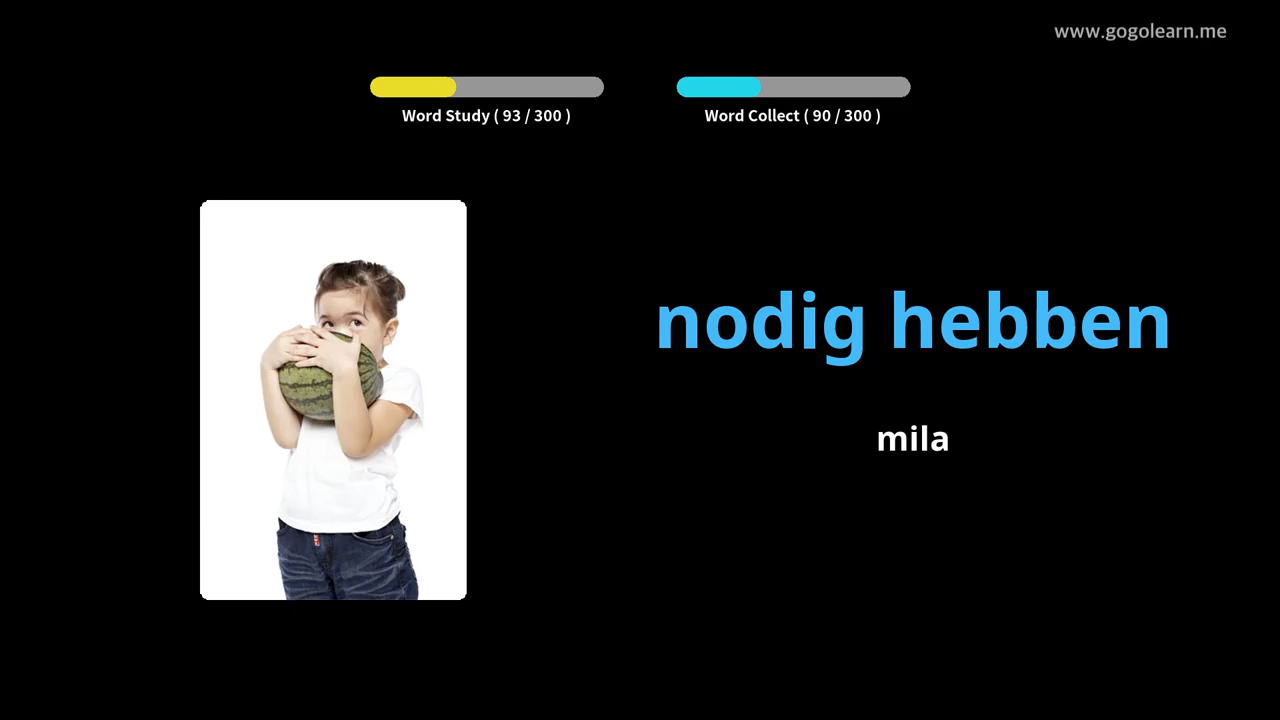 www.gogolearn.me
Word Study ( 93 / 300 )
Word Collect ( 90 / 300 )
nodig hebben
mila